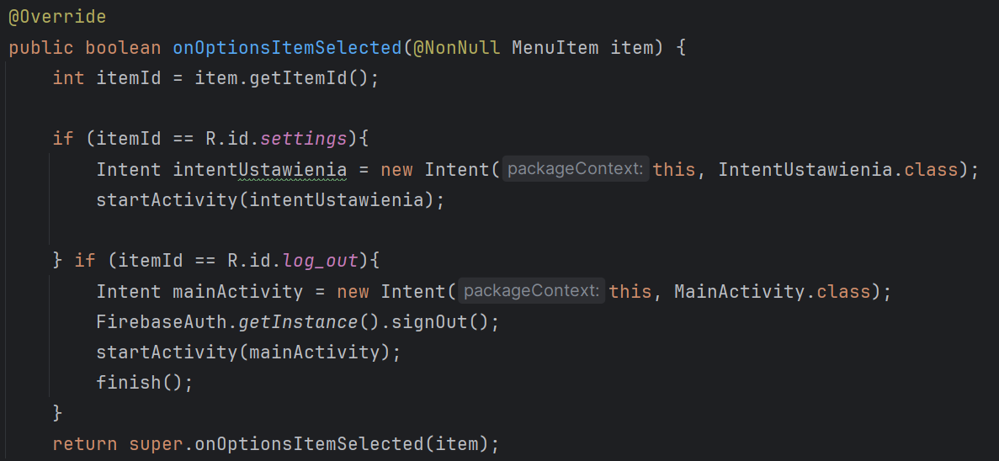 @Override
public boolean onOptionsItemSelected(@NonNull MenuItem item) {
int itemId = item.getItemId();
if (itemId == R.id.settings){
Intent intentUstawienia = new Intent( packageContext: this, IntentUstawienia.class);
startActivity(intentUstawienia);
} if (itemId == R.id.log_out){
Intent mainActivity = new Intent( packageContext: this, MainActivity.class);
FirebaseAuth.getInstance().signOut();
startActivity(mainActivity);
finish();
}
return super.onOptionsItemSelected(item);